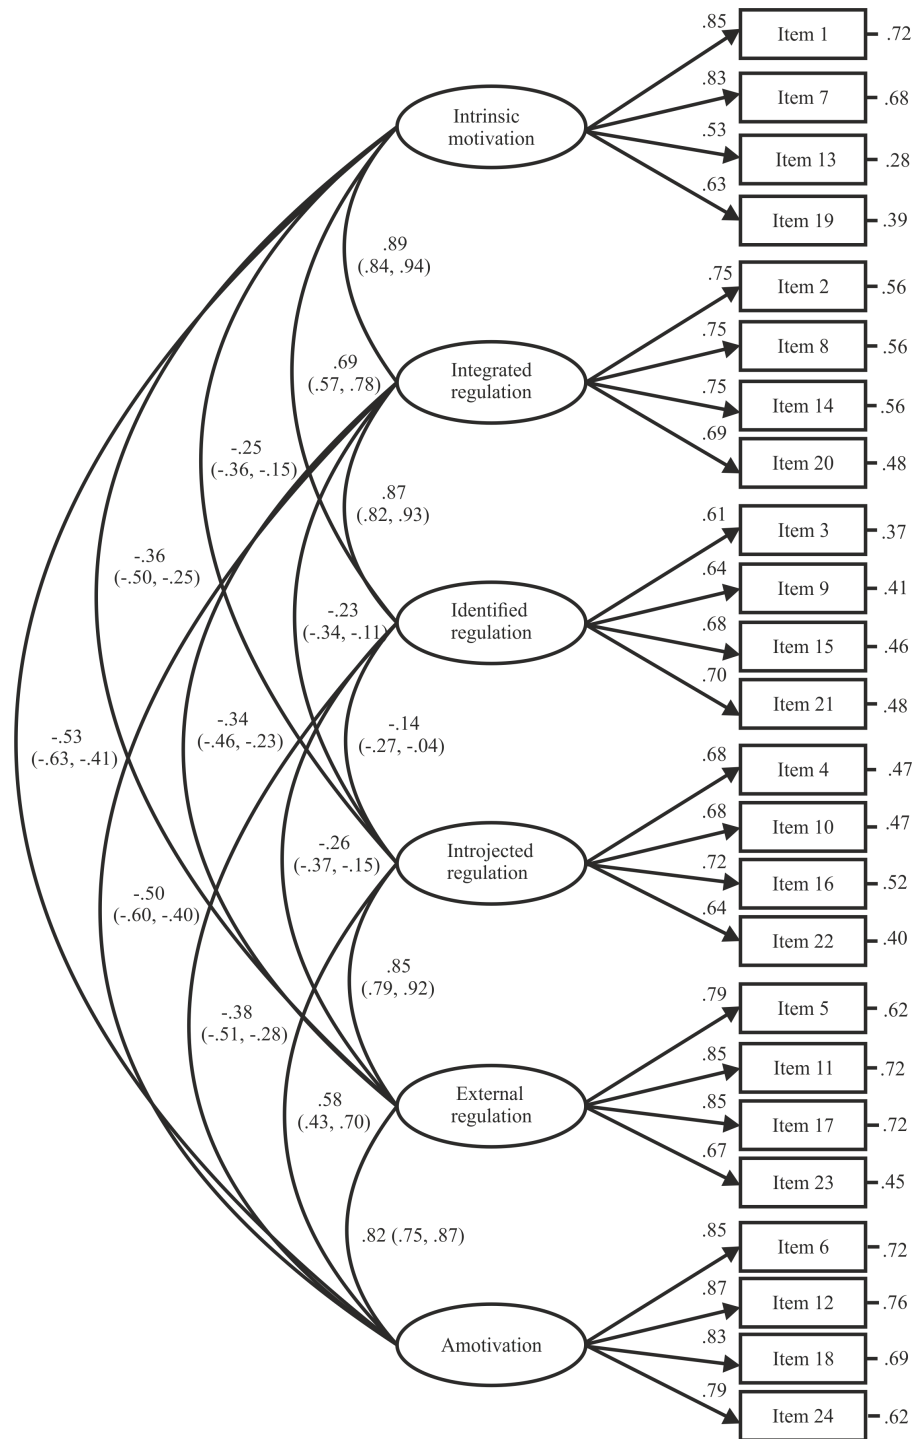 .85
Item 1
.72
.83
Item 7
.68
Intrinsic
motivation
.53
Item 13
.28
.63
Item 19
.39
.89
(.84, .94)
.75
Item 2
.56
.75
Item 8
.56
.69
(.57, .78)
Integrated
regulation
.75
Item 14
.56
.69
Item 20
.48
-.25
(-.36, -.15)
.87
(.82, .93)
.61
Item 3
.37
-.36
(-.50, -.25)
.64
Item 9
.41
-.23
(-.34, -.11)
Identified
regulation
.68
Item 15
.46
.70
Item 21
.48
-.53
(-.63, -.41)
-.34
(-.46, -.23)
-.14
(-.27, -.04)
.68
Item 4
.47
.68
Item 10
.47
-.26
(-.37, -.15)
Introjected
regulation
.72
Item 16
.52
.64
Item 22
.40
-.50
(-.60, -.40)
.85
(.79, .92)
.79
Item 5
.62
-.38
(-.51, -.28)
.85
Item 11
.72
.58
(.43, .70)
External
regulation
.85
Item 17
.72
.67
Item 23
.45
.82 (.75, .87)
.85
Item 6
.72
.87
Item 12
.76
Amotivation
.83
Item 18
.69
.79
Item 24
.62